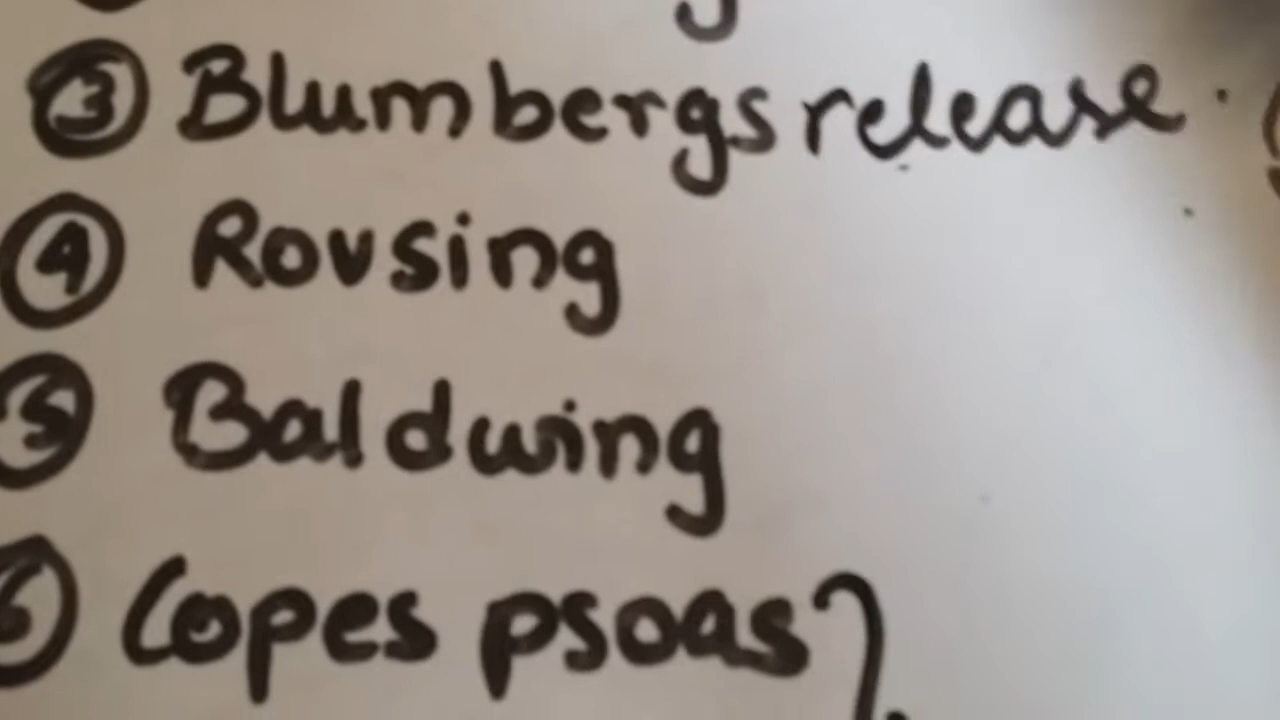 ③ Blumbergs release.
④ Rovsing
⑤ Baldwing
⑥ Copes psoas